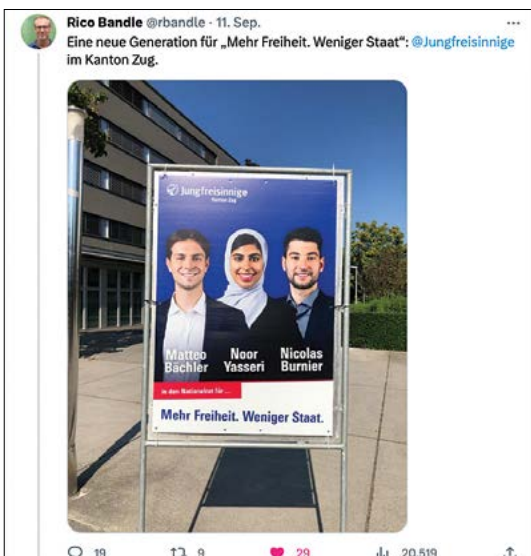 Rico Bandle @rbandle · 11. Sep.
Eine neue Generation für „Mehr Freiheit. Weniger Staat“: @Jungfreisinnige
im Kanton Zug.
Jungfreisinnige
Kanton Zug
Matteo Bächler
Noor Yasseri
Nicolas Burnier
in den Nationalrat für ...
Mehr Freiheit. Weniger Staat.
19 9 29 20.519